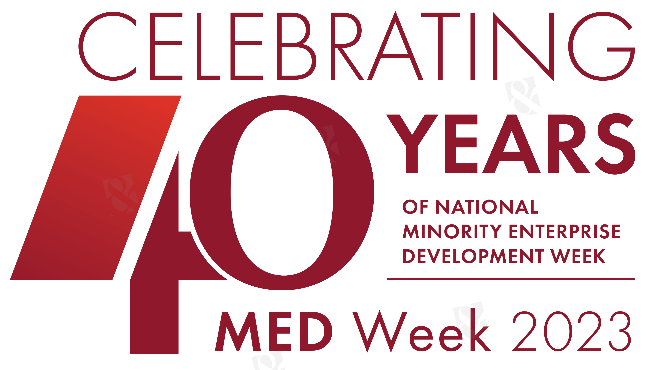 CELEBRATING
40 YEARS
OF NATIONAL
MINORITY ENTERPRISE
DEVELOPMENT WEEK
MED Week 2023